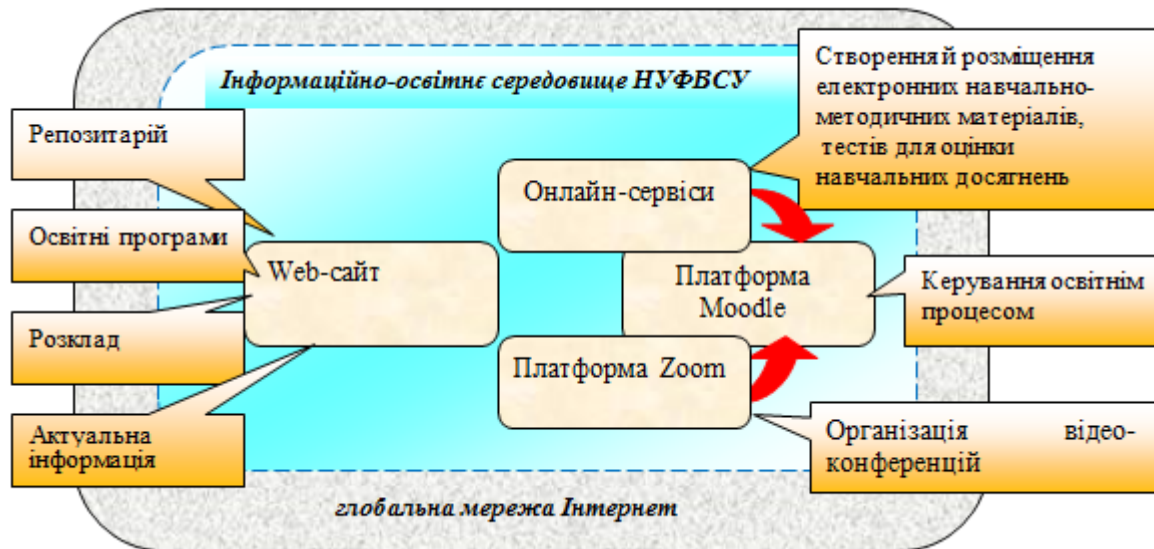 Інформаційно-освітнє середовище НУФВСУ
Репозитарій
Освітні програми
Розклад
Актуальна
інформація
Web-сайт
Онлайн-сервіси
Платформа
Moodle
Платформа Zoom
Створення й розміщення
електронних навчально-
методичних матеріалів,
тестів для оцінки
навчальних досягнень
Керування освітнім
процесом
Організація відео-
конференцій
глобальна мережа Інтернет